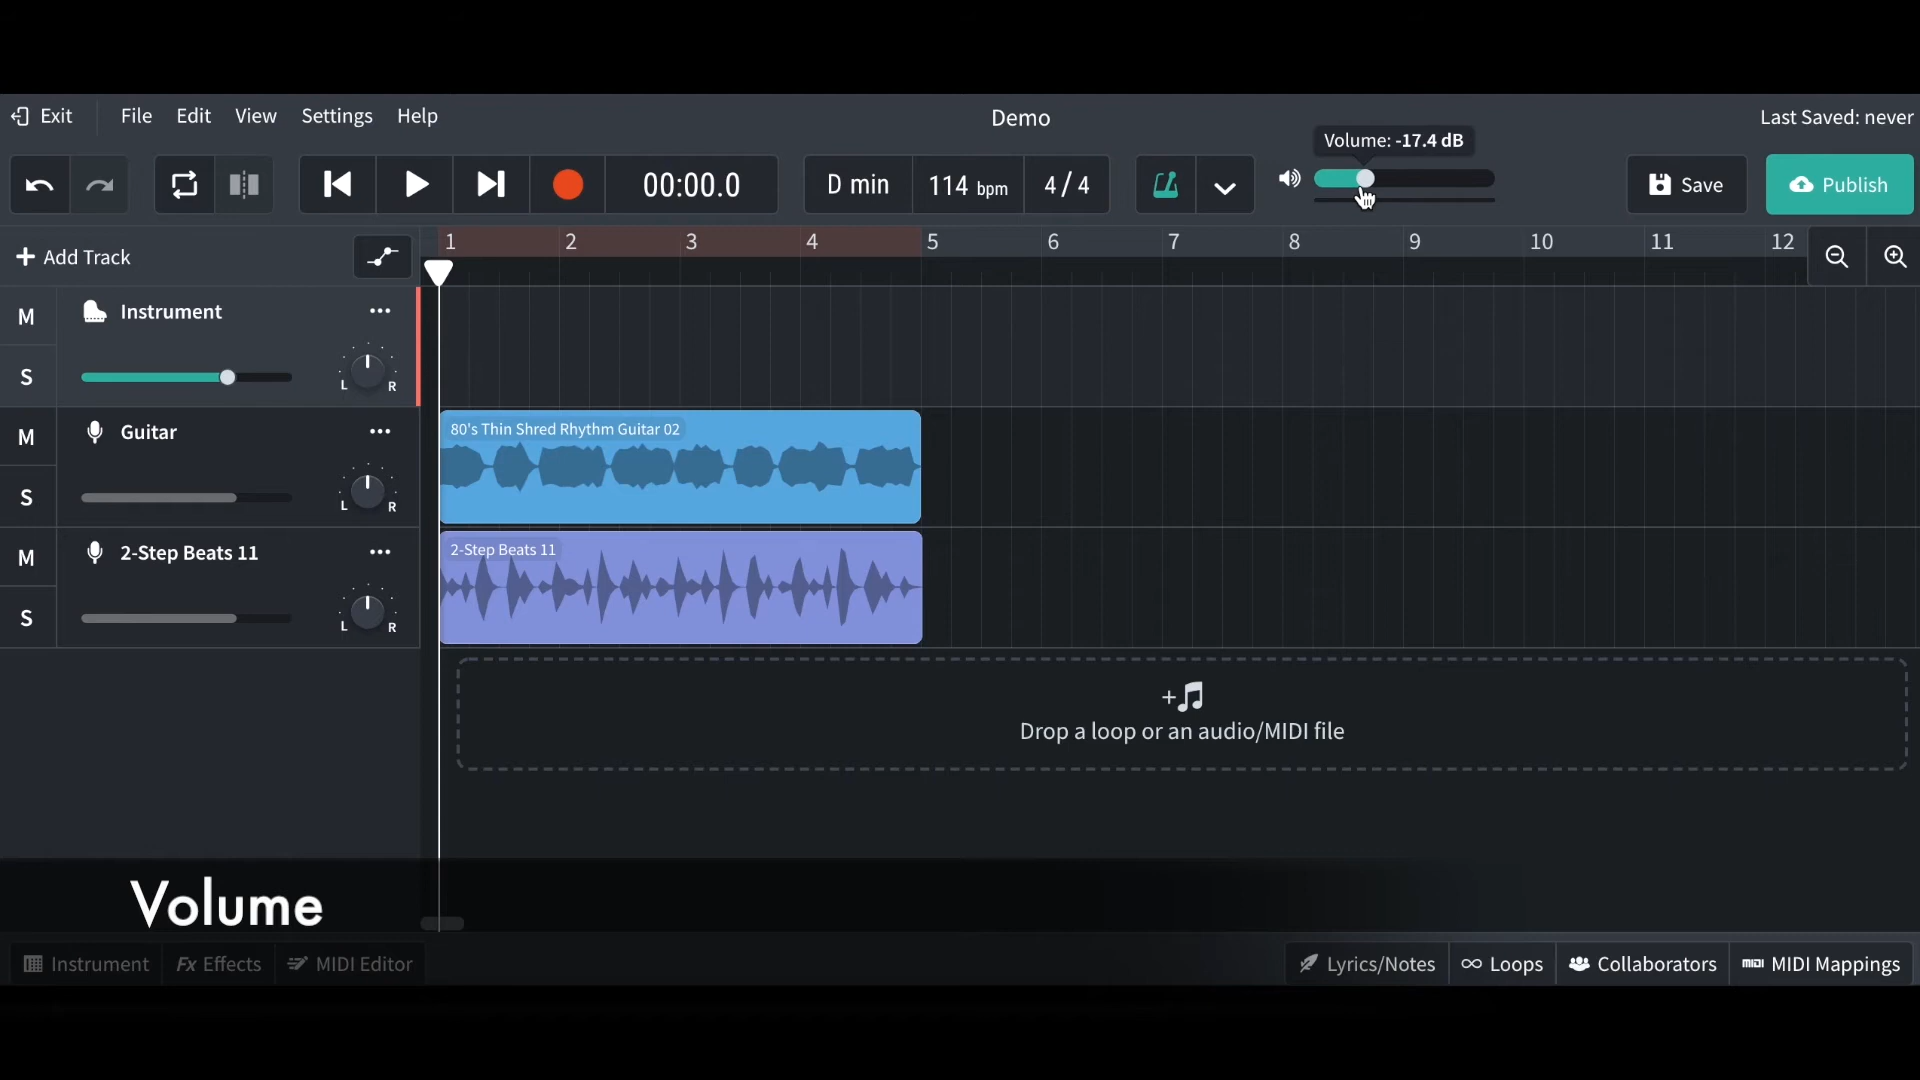 Exit File Edit View Settings Help Demo Last Saved: never
Volume: -17.4 dB
00:00.0 D min 114 bpm 4/4 Save Publish
+ Add Track 1 2 3 4 5 6 7 8 9 10 11 12
M Instrument
S L R
M Guitar
S L R
80's Thin Shred Rhythm Guitar 02
M 2-Step Beats 11
S L R
2-Step Beats 11
Drop a loop or an audio/MIDI file
Volume
Instrument Fx Effects MIDI Editor Lyrics/Notes Loops Collaborators MIDI MIDI Mappings